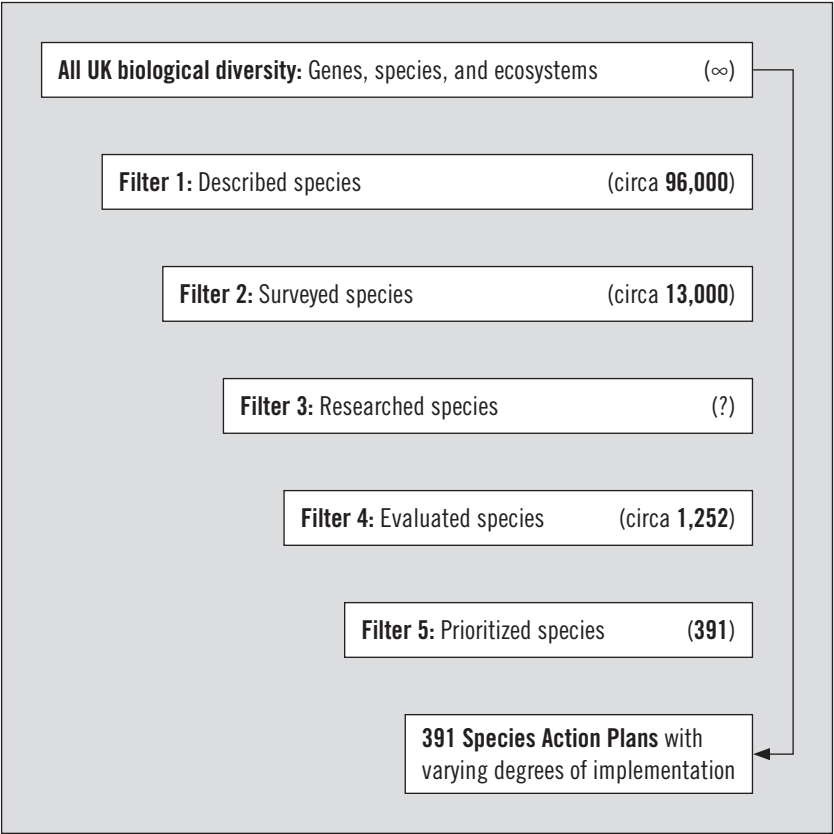 All UK biological diversity: Genes, species, and ecosystems (∞)
Filter 1: Described species (circa 96,000)
Filter 2: Surveyed species (circa 13,000)
Filter 3: Researched species (?)
Filter 4: Evaluated species (circa 1,252)
Filter 5: Prioritized species (391)
391 Species Action Plans with
varying degrees of implementation